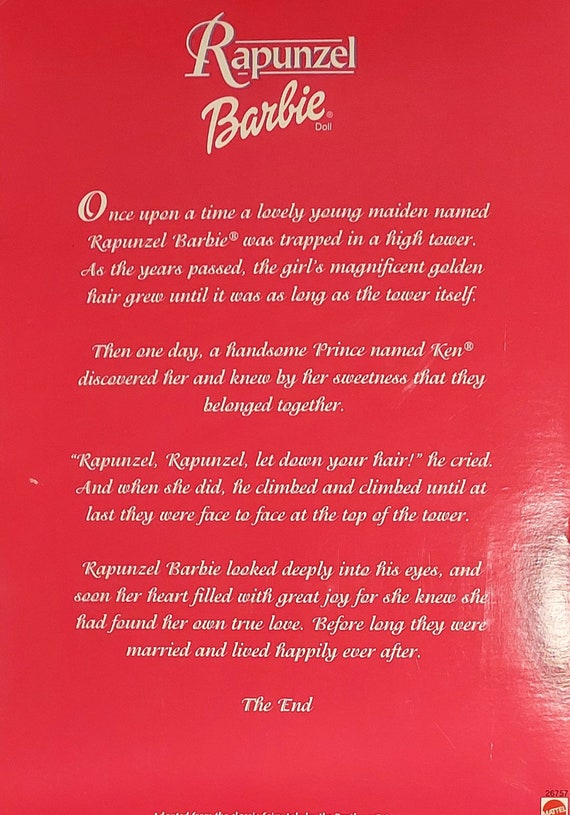 Rapunzel
Barbie®
Doll
Once upon a time a lovely young maiden named
Rapunzel Barbie® was trapped in a high tower.
As the years passed, the girl's magnificent golden
hair grew until it was as long as the tower itself.
Then one day, a handsome Prince named Ken®
discovered her and knew by her sweetness that they
belonged together.
“Rapunzel, Rapunzel, let down your hair!” he cried.
And when she did, he climbed and climbed until at
last they were face to face at the top of the tower.
Rapunzel Barbie looked deeply into his eyes, and
soon her heart filled with great joy for she knew she
had found her own true love. Before long they were
married and lived happily ever after.
The End
26757
MATTEL